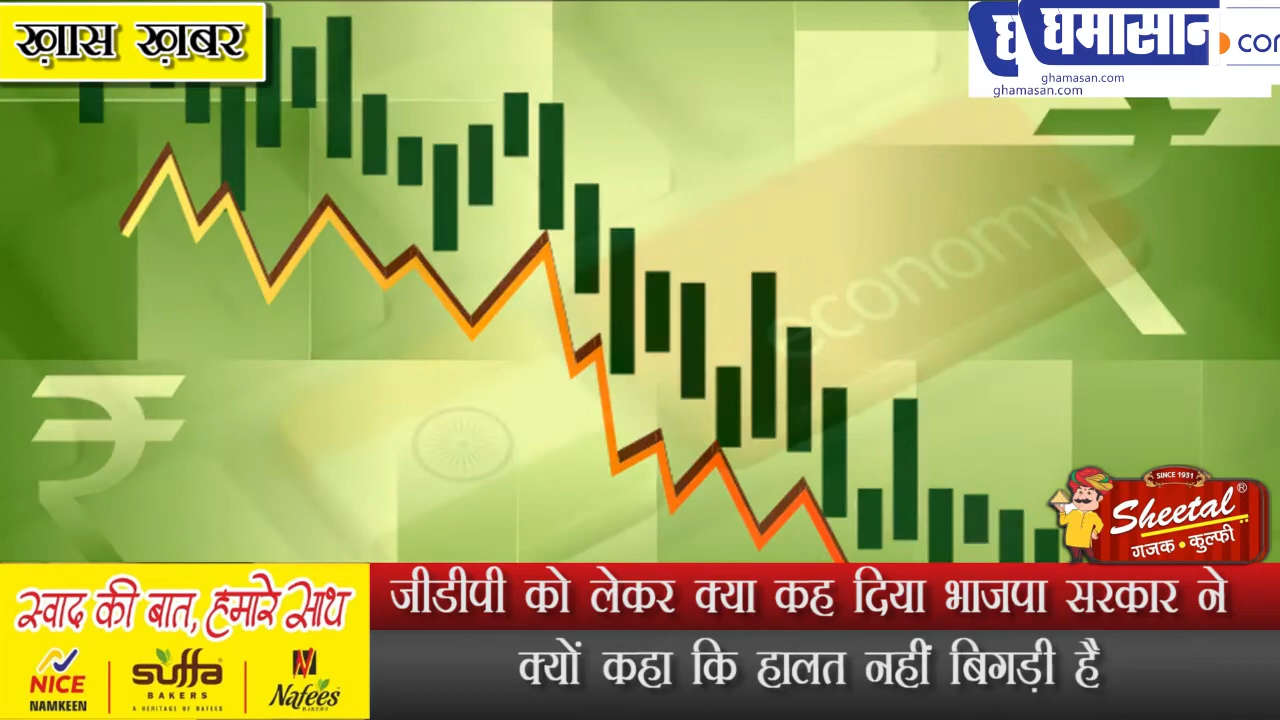 ख़ास ख़बर
घ घमासान .com
ghamasan.com
ghamasan.com
economy
SINCE 1931
Sheetal®
गजक • कुल्फी
स्वाद की बात, हमारे साथ
NICE
NAMKEEN
suffa
BAKERS
A HERITAGE OF NAFEES
N
Nafees
BAKERS
जीडीपी को लेकर क्या कह दिया भाजपा सरकार ने
क्यों कहा कि हालत नहीं बिगड़ी है